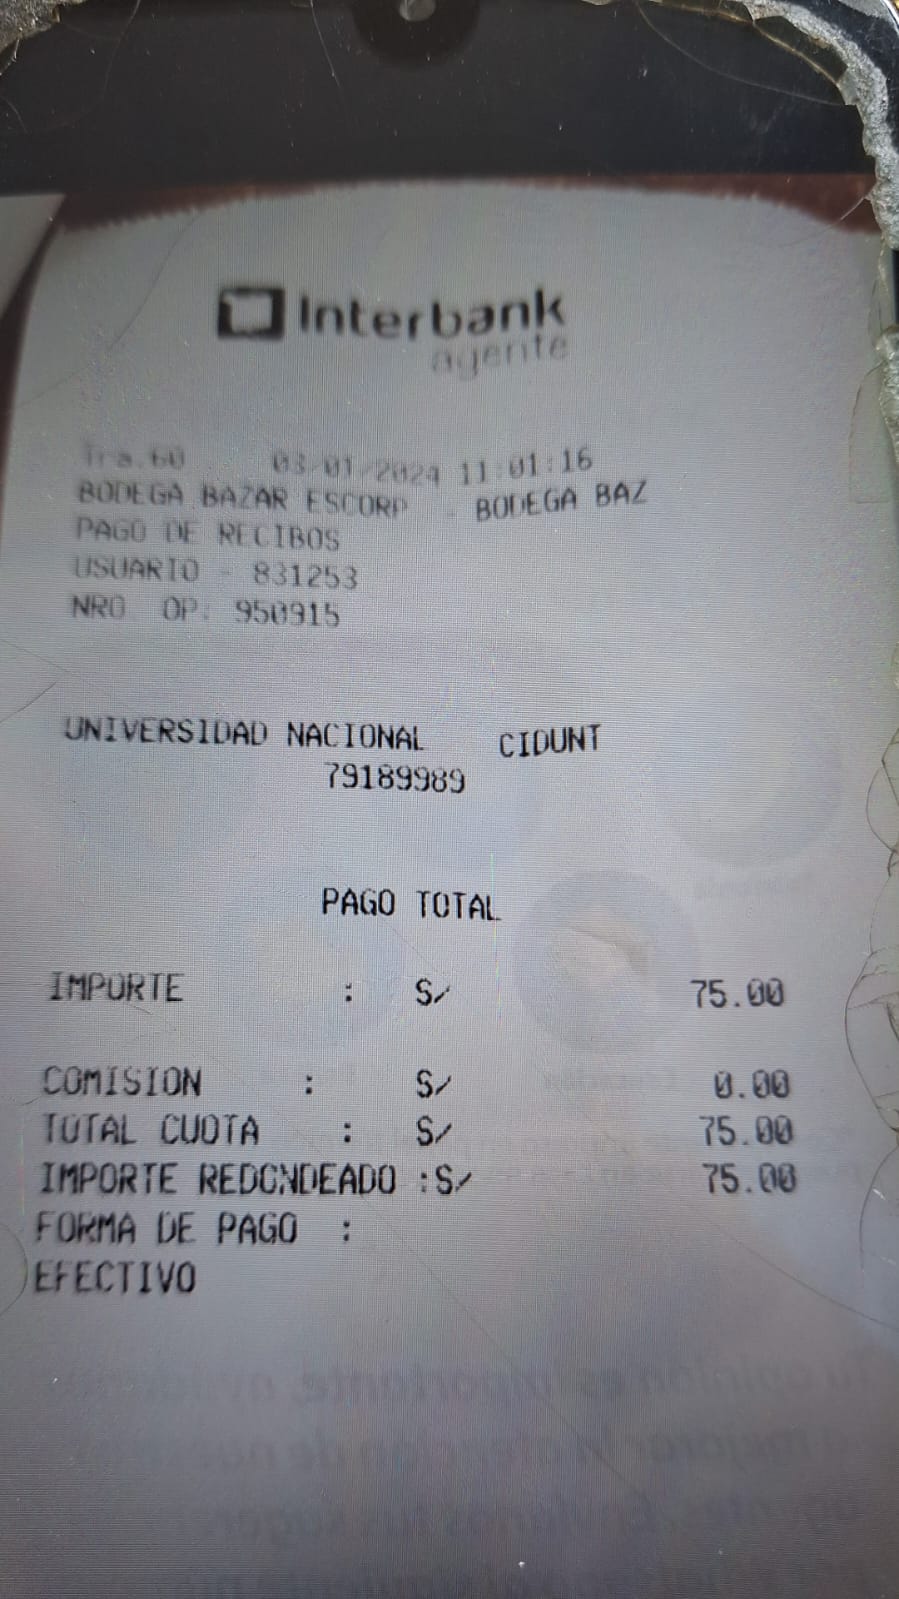 Interbank
agente
Tra.60 03/01/2024 11:01:16
BODEGA BAZAR ESCORP - BODEGA BAZ
PAGO DE RECIBOS
USUARIO - 831253
NRO OP. 950915
UNIVERSIDAD NACIONAL CIDUNT
79189989
PAGO TOTAL
IMPORTE : S/ 75.00
COMISION : S/ 0.00
TOTAL CUOTA : S/ 75.00
IMPORTE REDONDEADO :S/ 75.00
FORMA DE PAGO :
EFECTIVO